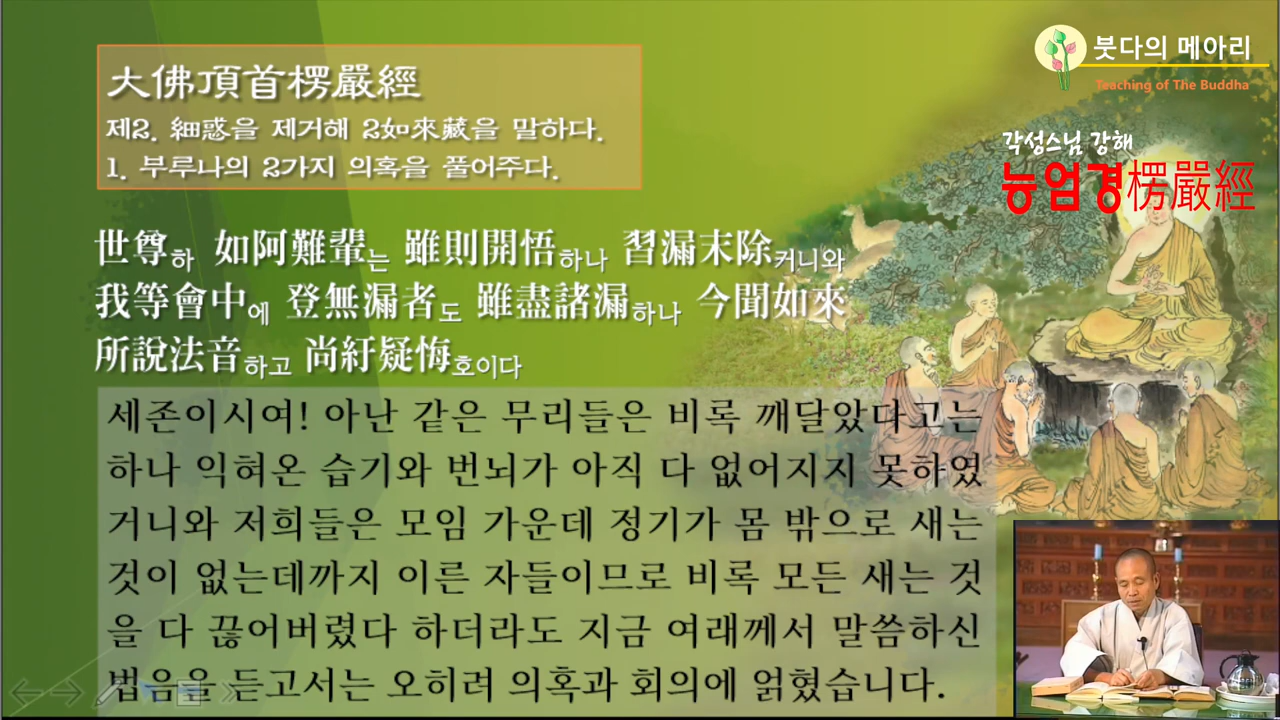 大佛頂首楞嚴經
제2. 細惑을 제거해 2如來藏을 말하다.
1. 부루나의 2가지 의혹을 풀어주다.
붓다의 메아리
Teaching of The Buddha
각성스님 강해
능엄경楞嚴經
世尊하 如阿難輩는 雖則開悟하나 習漏末除커니와
我等會中에 登無漏者도 雖盡諸漏하나 今聞如來
所說法音하고 尚紆疑悔호이다
세존이시여! 아난 같은 무리들은 비록 깨달았다고는
하나 익혀온 습기와 번뇌가 아직 다 없어지지 못하였
거니와 저희들은 모임 가운데 정기가 몸 밖으로 새는
것이 없는데까지 이른 자들이므로 비록 모든 새는 것
을 다 끊어버렸다 하더라도 지금 여래께서 말씀하신
법음을 듣고서는 오히려 의혹과 회의에 얽혔습니다.